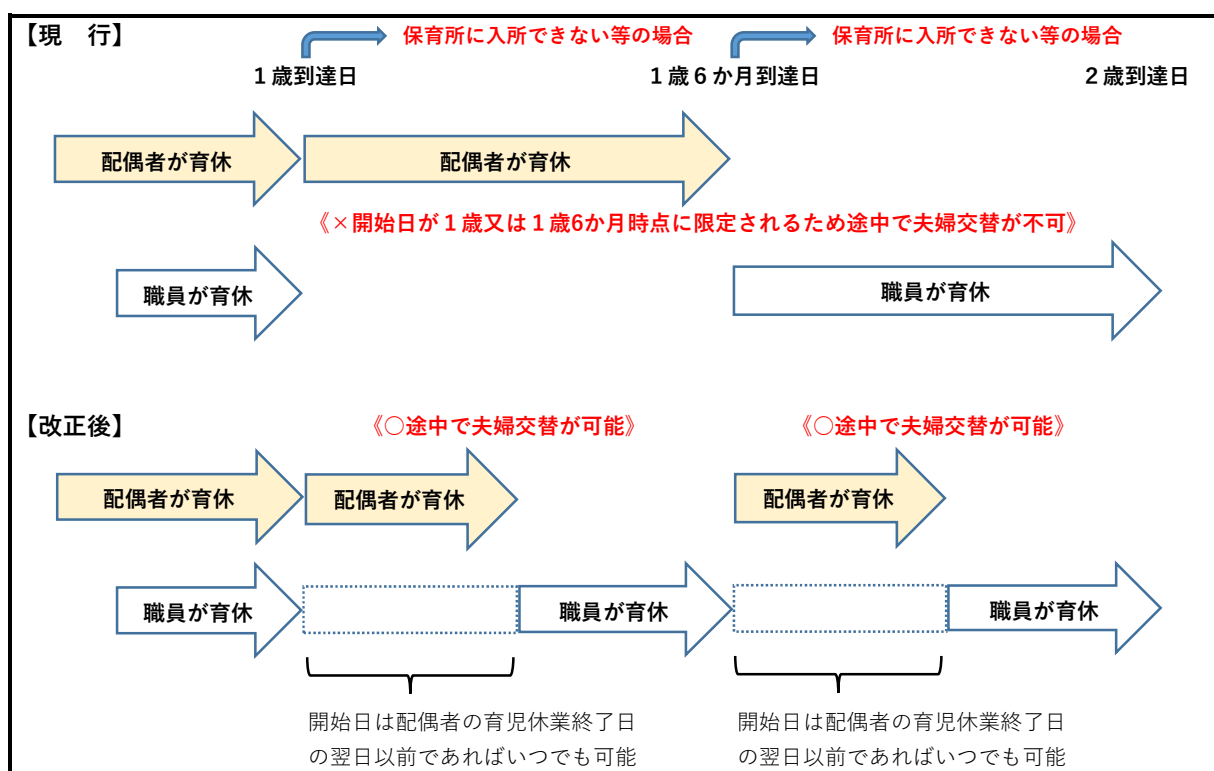 【現　行】
保育所に入所できない等の場合
保育所に入所できない等の場合
１歳到達日
１歳６か月到達日
２歳到達日
配偶者が育休
配偶者が育休
《×開始日が１歳又は１歳6か月時点に限定されるため途中で夫婦交替が不可》
職員が育休
職員が育休
【改正後】
《○途中で夫婦交替が可能》
《○途中で夫婦交替が可能》
配偶者が育休
配偶者が育休
配偶者が育休
職員が育休
職員が育休
職員が育休
開始日は配偶者の育児休業終了日
の翌日以前であればいつでも可能
開始日は配偶者の育児休業終了日
の翌日以前であればいつでも可能